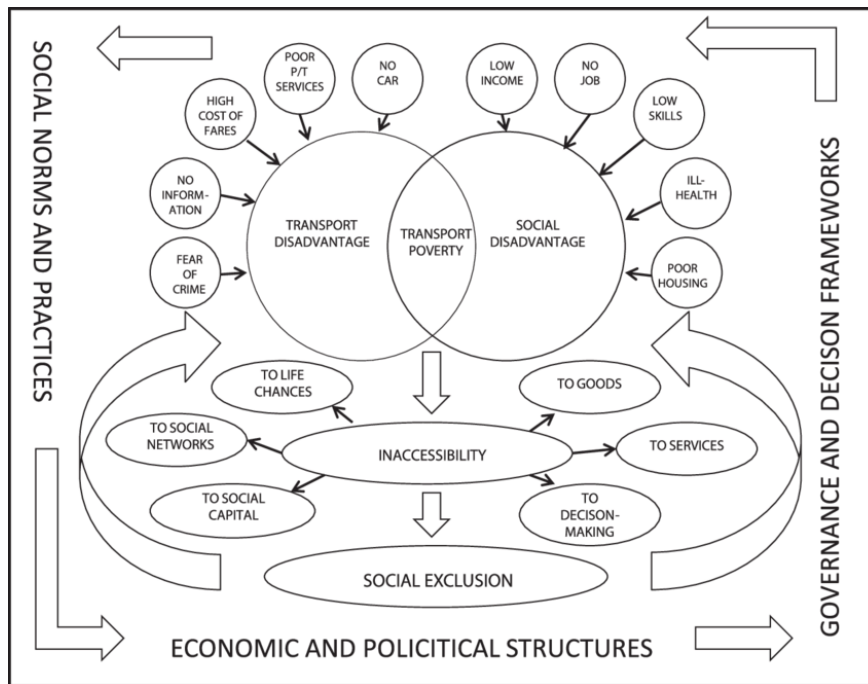 SOCIAL NORMS AND PRACTICES
POOR
P/T
SERVICES
NO
CAR
LOW
INCOME
NO
JOB
HIGH
COST OF
FARES
LOW
SKILLS
NO
INFORM-
ATION
ILL-
HEALTH
FEAR
OF
CRIME
POOR
HOUSING
TRANSPORT
DISADVANTAGE
TRANSPORT
POVERTY
SOCIAL
DISADVANTAGE
GOVERNANCE AND DECISON FRAMEWORKS
TO LIFE
CHANCES
TO GOODS
TO SOCIAL
NETWORKS
INACCESSIBILITY
TO SERVICES
TO SOCIAL
CAPITAL
TO
DECISON-
MAKING
SOCIAL EXCLUSION
ECONOMIC AND POLICITICAL STRUCTURES